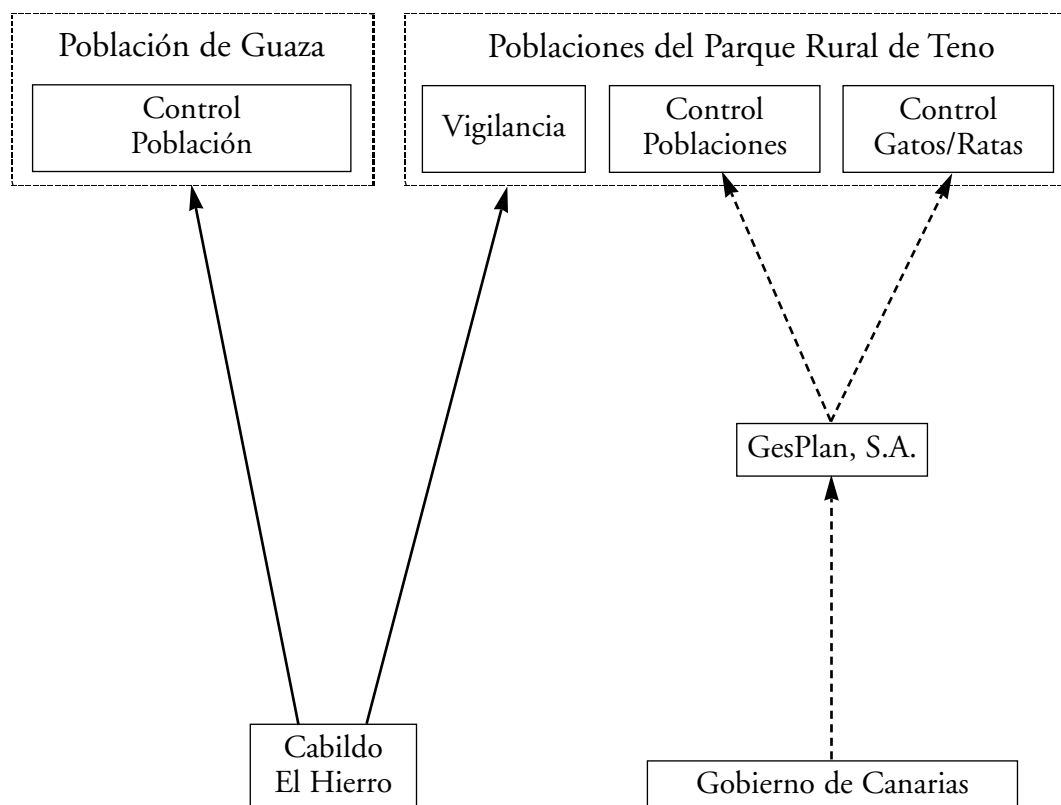 Población de Guaza
Control
Población
Poblaciones del Parque Rural de Teno
Vigilancia
Control
Poblaciones
Control
Gatos/Ratas
GesPlan, S.A.
Cabildo
El Hierro
Gobierno de Canarias